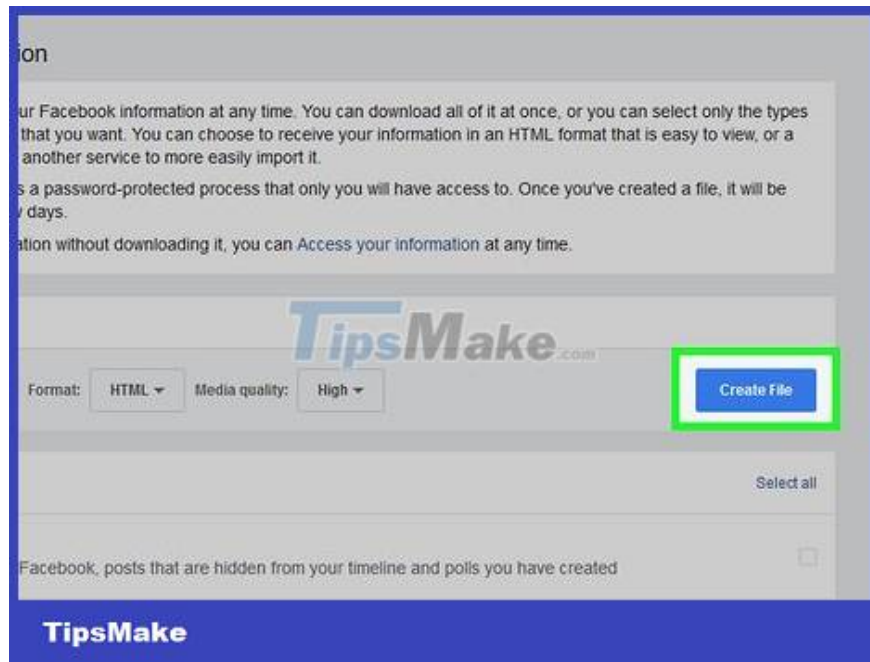 ion
ur Facebook information at any time. You can download all of it at once, or you can select only the types
that you want. You can choose to receive your information in an HTML format that is easy to view, or a
another service to more easily import it.
s a password-protected process that only you will have access to. Once you've created a file, it will be
days.
ation without downloading it, you can Access your information at any time.
TipsMake.com
Format: HTML Media quality: High Create File
Select all
Facebook, posts that are hidden from your timeline and polls you have created
TipsMake